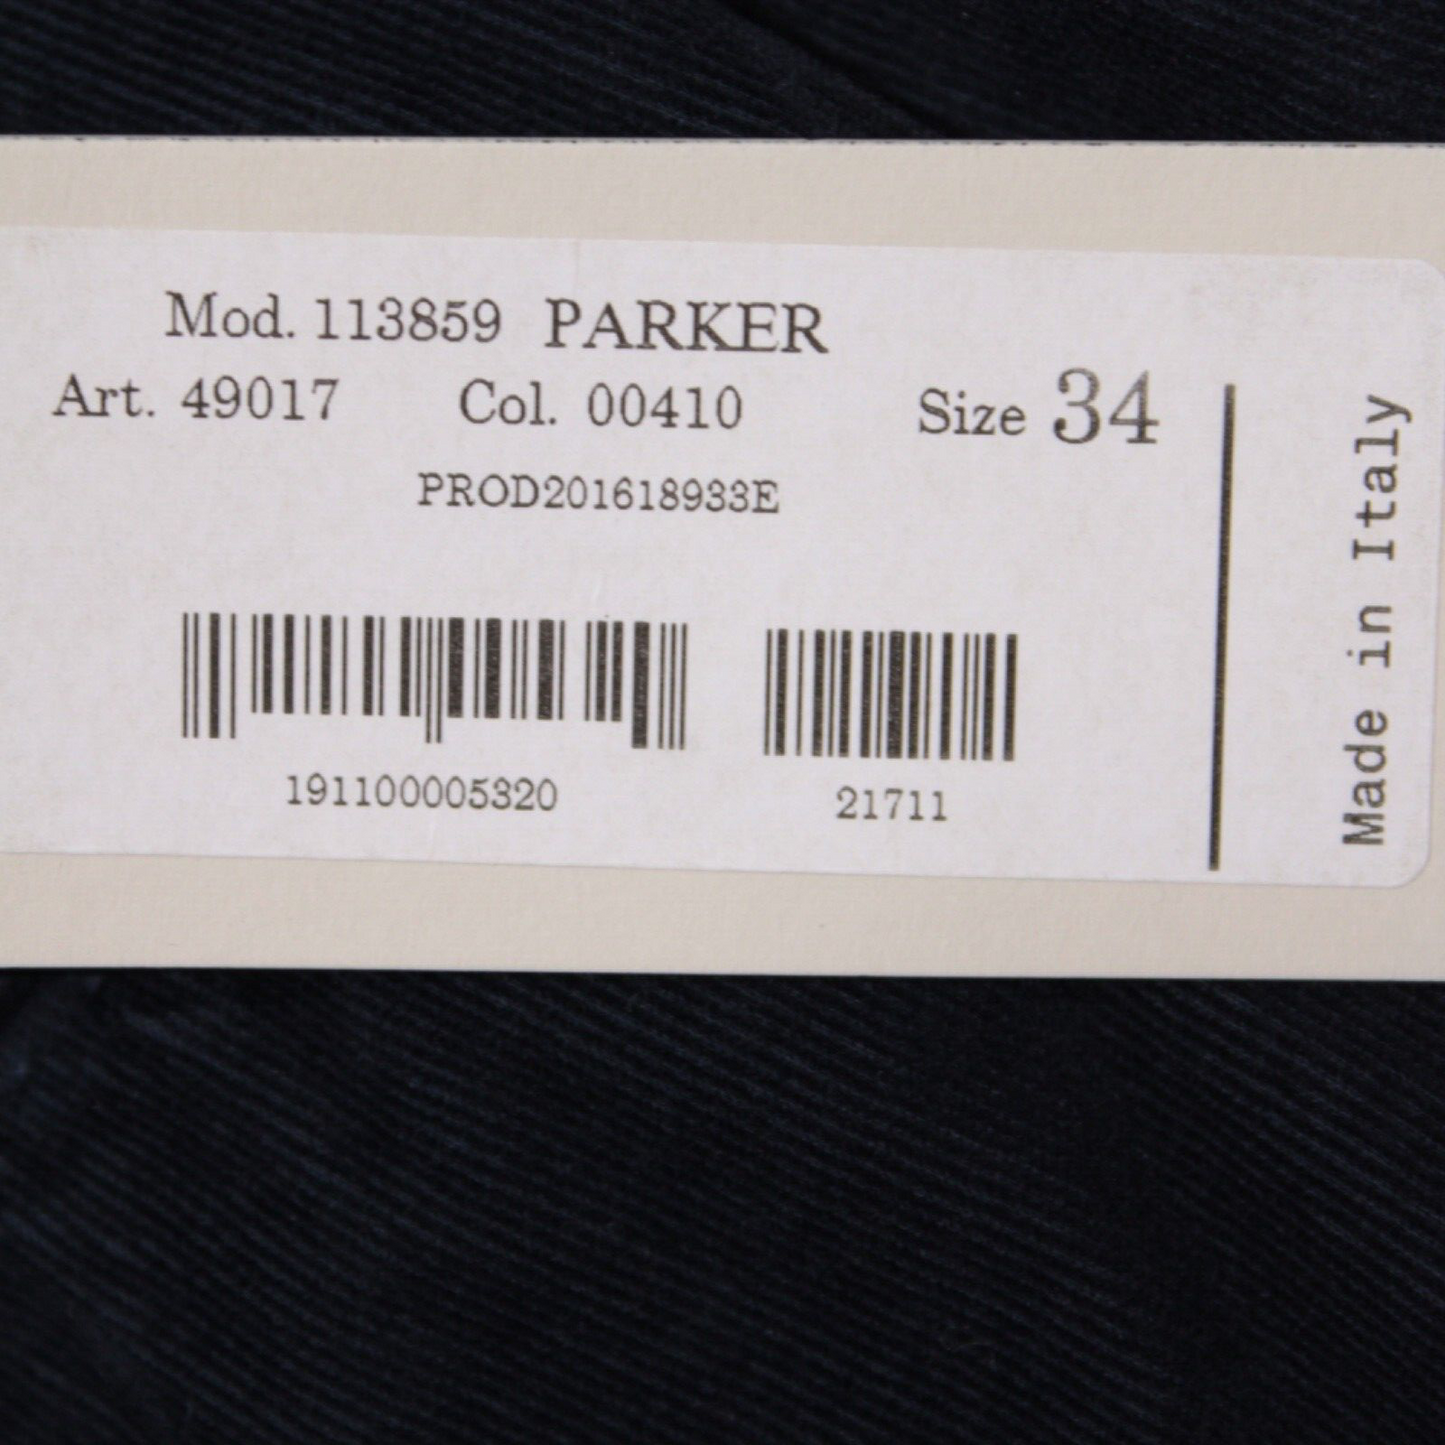 Mod. 113859 PARKER
Art. 49017 Col. 00410 Size 34
PROD201618933E
191100005320 21711
Made in Italy